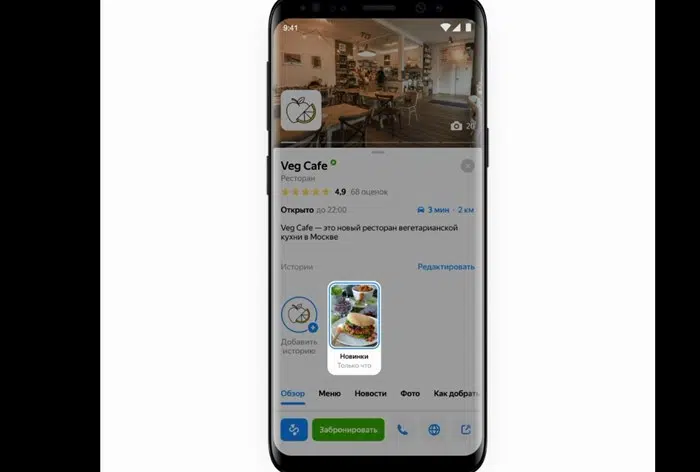 9:41
20
Veg Cafe
Ресторан
4,9 68 оценок
Открыто до 22:00
3 мин · 2 км
Veg Cafe — это новый ресторан вегетарианской
кухни в Москве
Истории
Редактировать
Добавить
историю
Новинки
Только что
Обзор Меню Новости Фото Как добрать
Забронировать